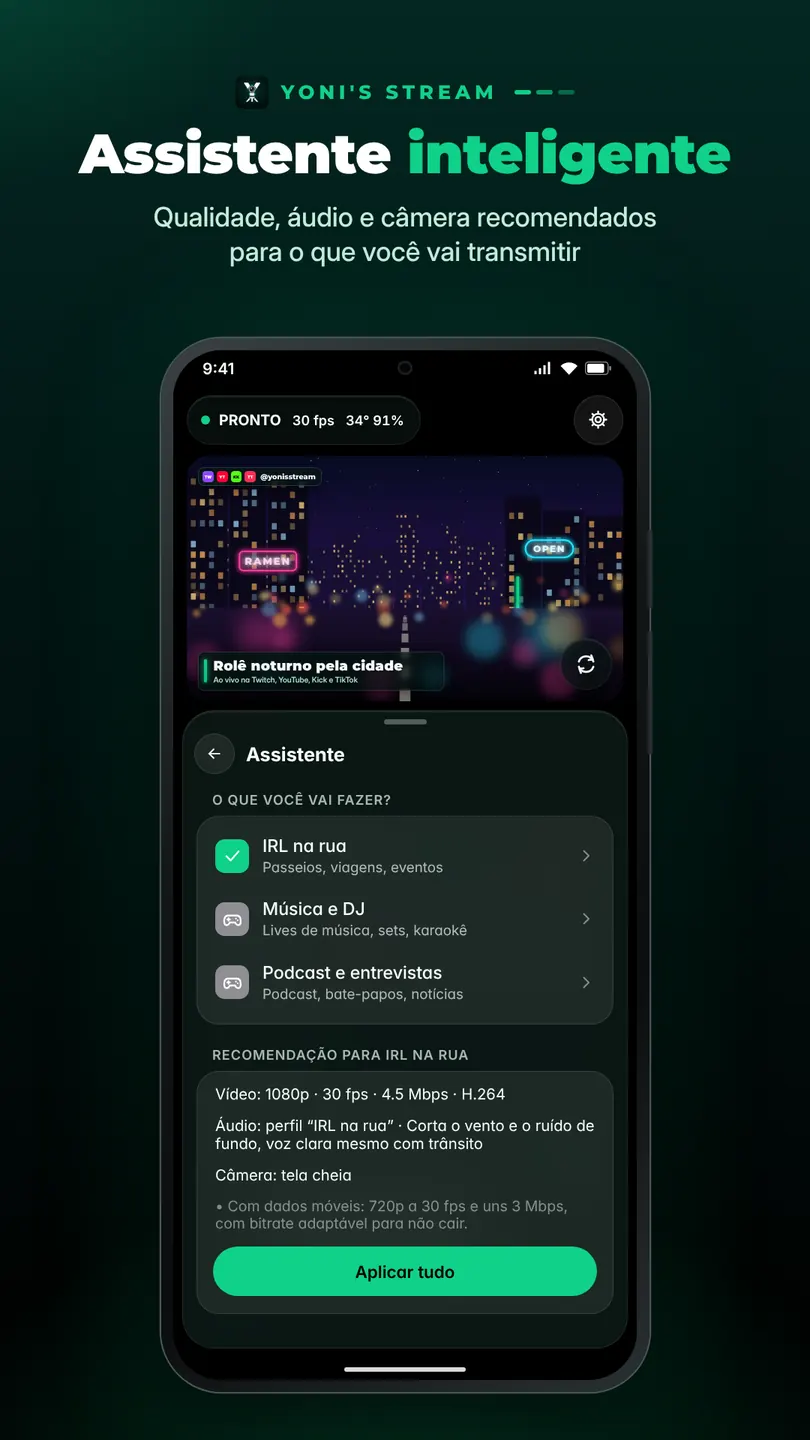 YONI'S STREAM
Assistente inteligente
Qualidade, áudio e câmera recomendados
para o que você vai transmitir
9:41
PRONTO 30 fps 34° 91%
@yonisstream
RAMEN
OPEN
Rolê noturno pela cidade
Ao vivo na Twitch, YouTube, Kick e TikTok
Assistente
O QUE VOCÊ VAI FAZER?
IRL na rua
Passeios, viagens, eventos
Música e DJ
Lives de música, sets, karaokê
Podcast e entrevistas
Podcast, bate-papos, notícias
RECOMENDAÇÃO PARA IRL NA RUA
Vídeo: 1080p · 30 fps · 4.5 Mbps · H.264
Áudio: perfil “IRL na rua” · Corta o vento e o ruído de
fundo, voz clara mesmo com trânsito
Câmera: tela cheia
• Com dados móveis: 720p a 30 fps e uns 3 Mbps,
com bitrate adaptável para não cair.
Aplicar tudo